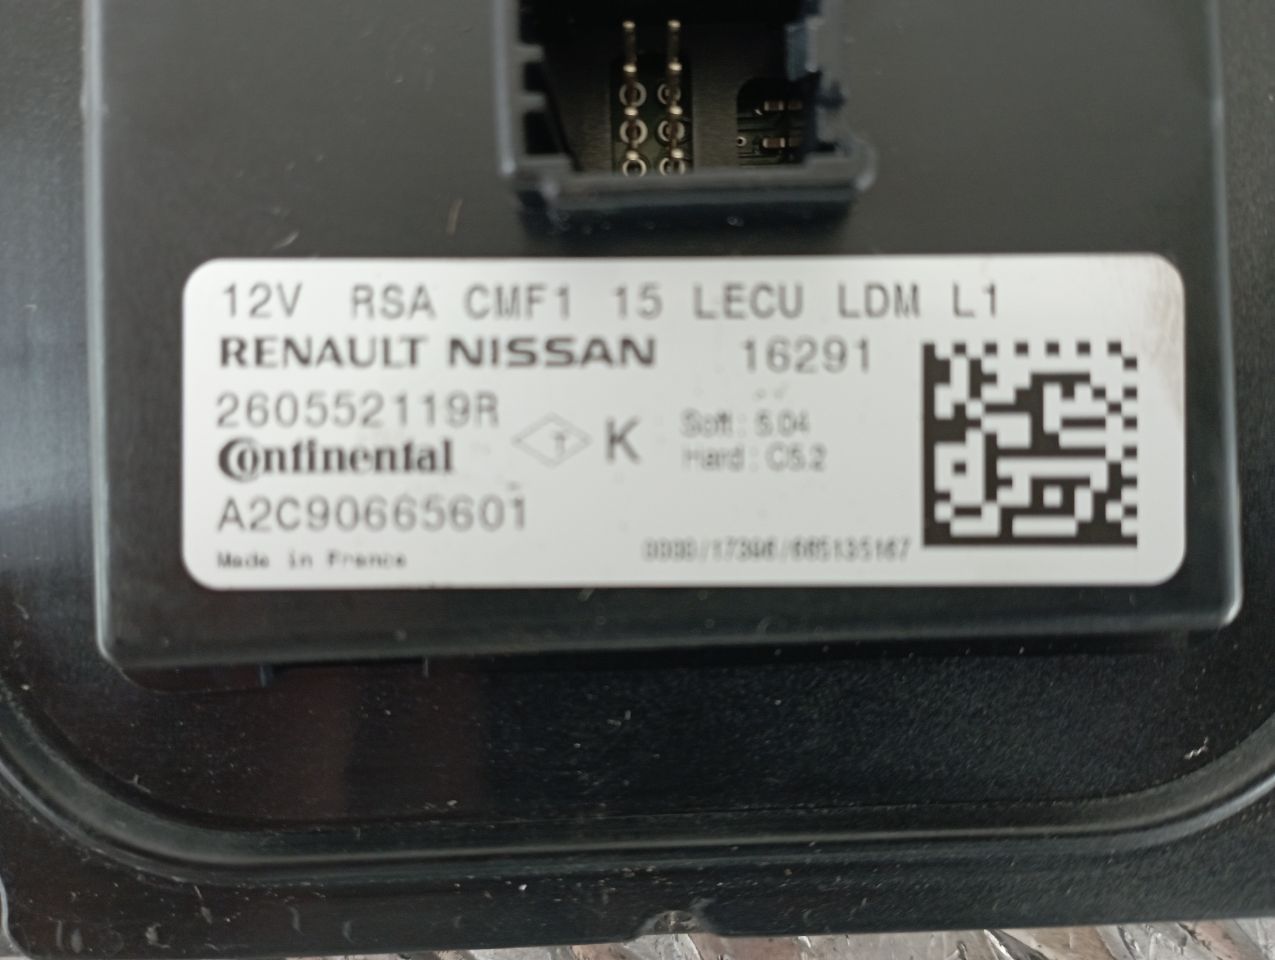 12V RSA CMF1 15 LECU LDM L1
RENAULT NISSAN 16291
260552119R
Continental K Soft : 5.04
Hard : C5.2
A2C90665601
Made in France